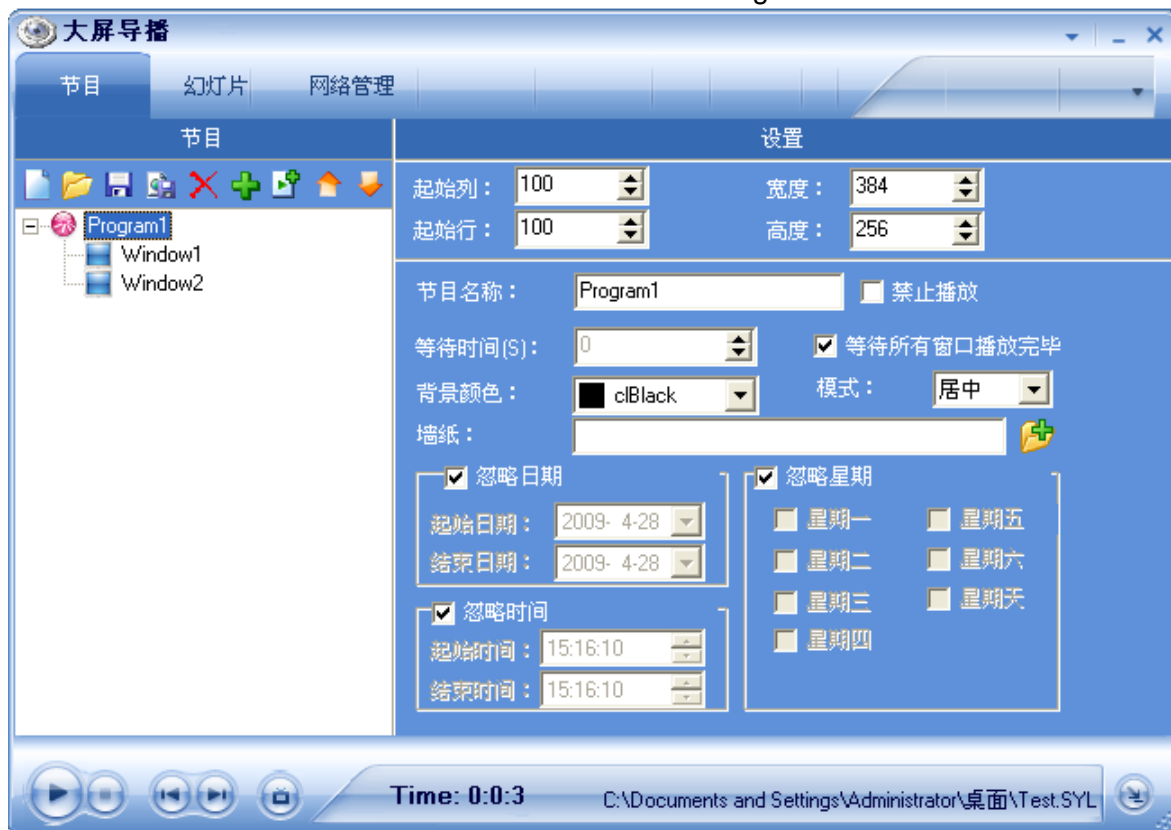 大屏导播
节目 幻灯片 网络管理
节目
设置
Program1
Window1
Window2
起始列： 100 宽度： 384
起始行： 100 高度： 256
节目名称： Program1 禁止播放
等待时间(S)： 0 等待所有窗口播放完毕
背景颜色： clBlack 模式： 居中
墙纸：
忽略日期
起始日期： 2009- 4-28
结束日期： 2009- 4-28
忽略时间
起始时间： 15:16:10
结束时间： 15:16:10
忽略星期
星期一 星期五
星期二 星期六
星期三 星期天
星期四
Time: 0:0:3 C:\Documents and Settings\Administrator\桌面\Test.SYL